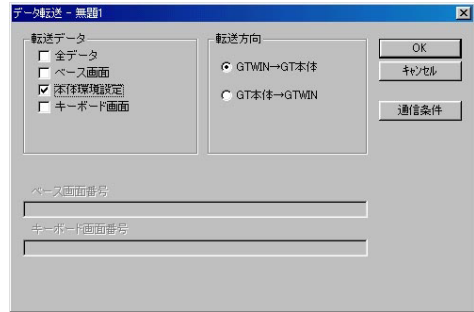 データ転送 - 無題1
転送データ
全データ
ベース画面
本体環境設定
キーボード画面
転送方向
GTWIN→GT本体
GT本体→GTWIN
OK
キャンセル
通信条件
ベース画面番号
キーボード画面番号